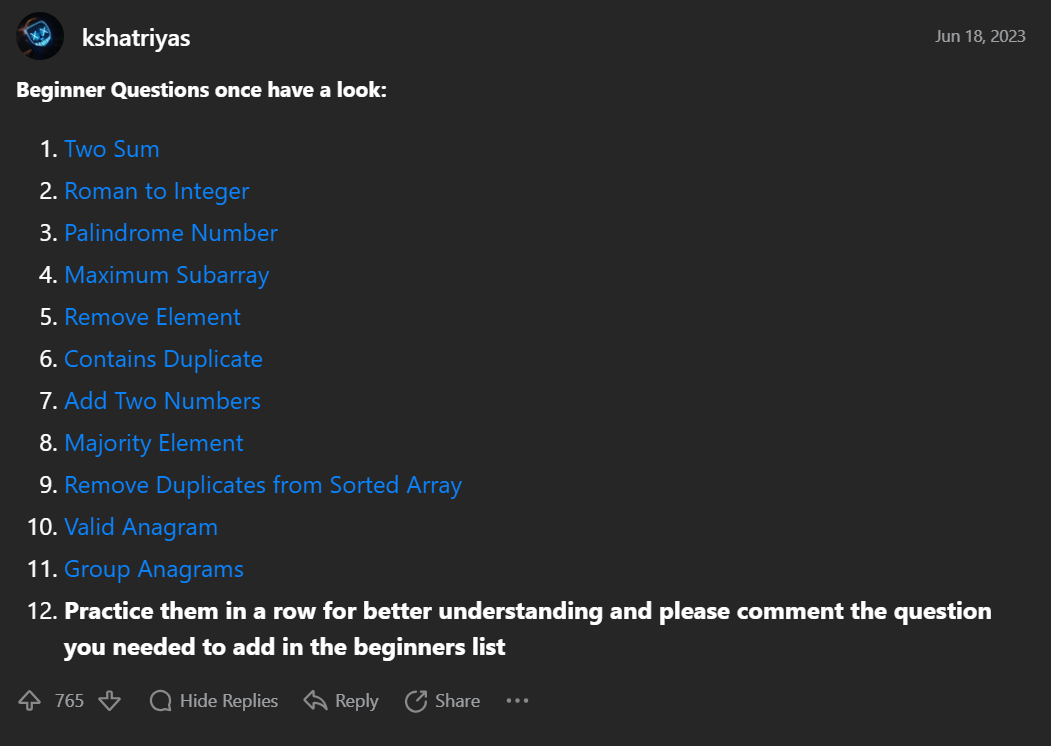 kshatriyas
Jun 18, 2023
Beginner Questions once have a look:
1. Two Sum
2. Roman to Integer
3. Palindrome Number
4. Maximum Subarray
5. Remove Element
6. Contains Duplicate
7. Add Two Numbers
8. Majority Element
9. Remove Duplicates from Sorted Array
10. Valid Anagram
11. Group Anagrams
12. Practice them in a row for better understanding and please comment the question
you needed to add in the beginners list
765 Hide Replies Reply Share